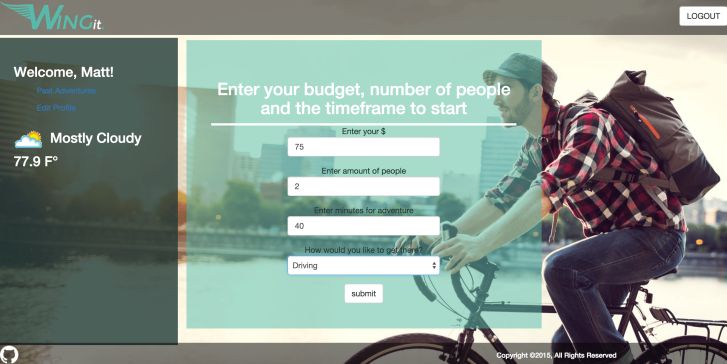 WINGit.
LOGOUT
Welcome, Matt!
Past Adventures
Edit Profile
Mostly Cloudy
77.9 F°
Enter your budget, number of people
and the timeframe to start
Enter your $
75
Enter amount of people
2
Enter minutes for adventure
40
How would you like to get there?
Driving
submit
Copyright ©2015, All Rights Reserved